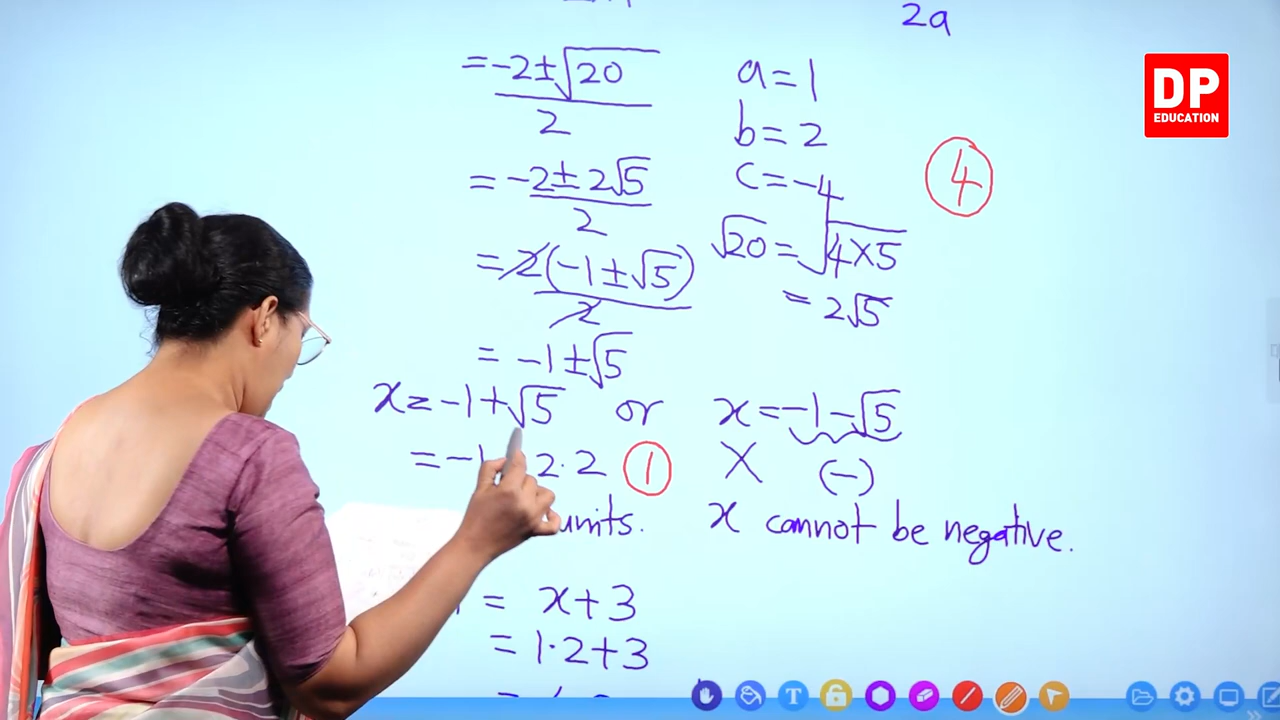 2a
= -2±√20 / 2
a = 1
b = 2
c = -4
④
= -2 ± 2√5 / 2
√20 = √4×5
= 2√5
= 2(-1 ± √5) / 2
= -1 ± √5
x = -1 + √5 or x = -1 - √5
= -1 2·2 ① X (-)
units. x cannot be negative.
= x + 3
= 1·2 + 3
DP
EDUCATION